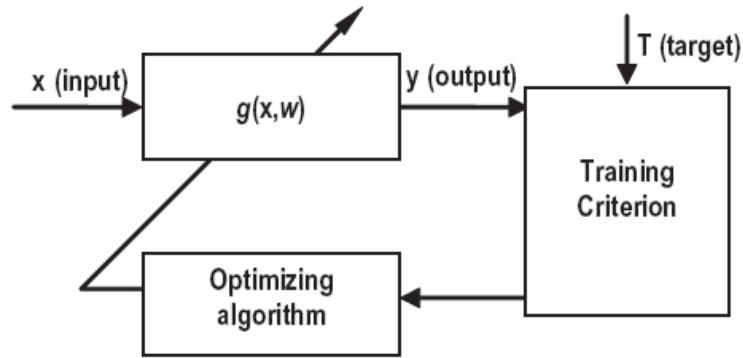 x (input)
g(x,w)
y (output)
T (target)
Training
Criterion
Optimizing
algorithm